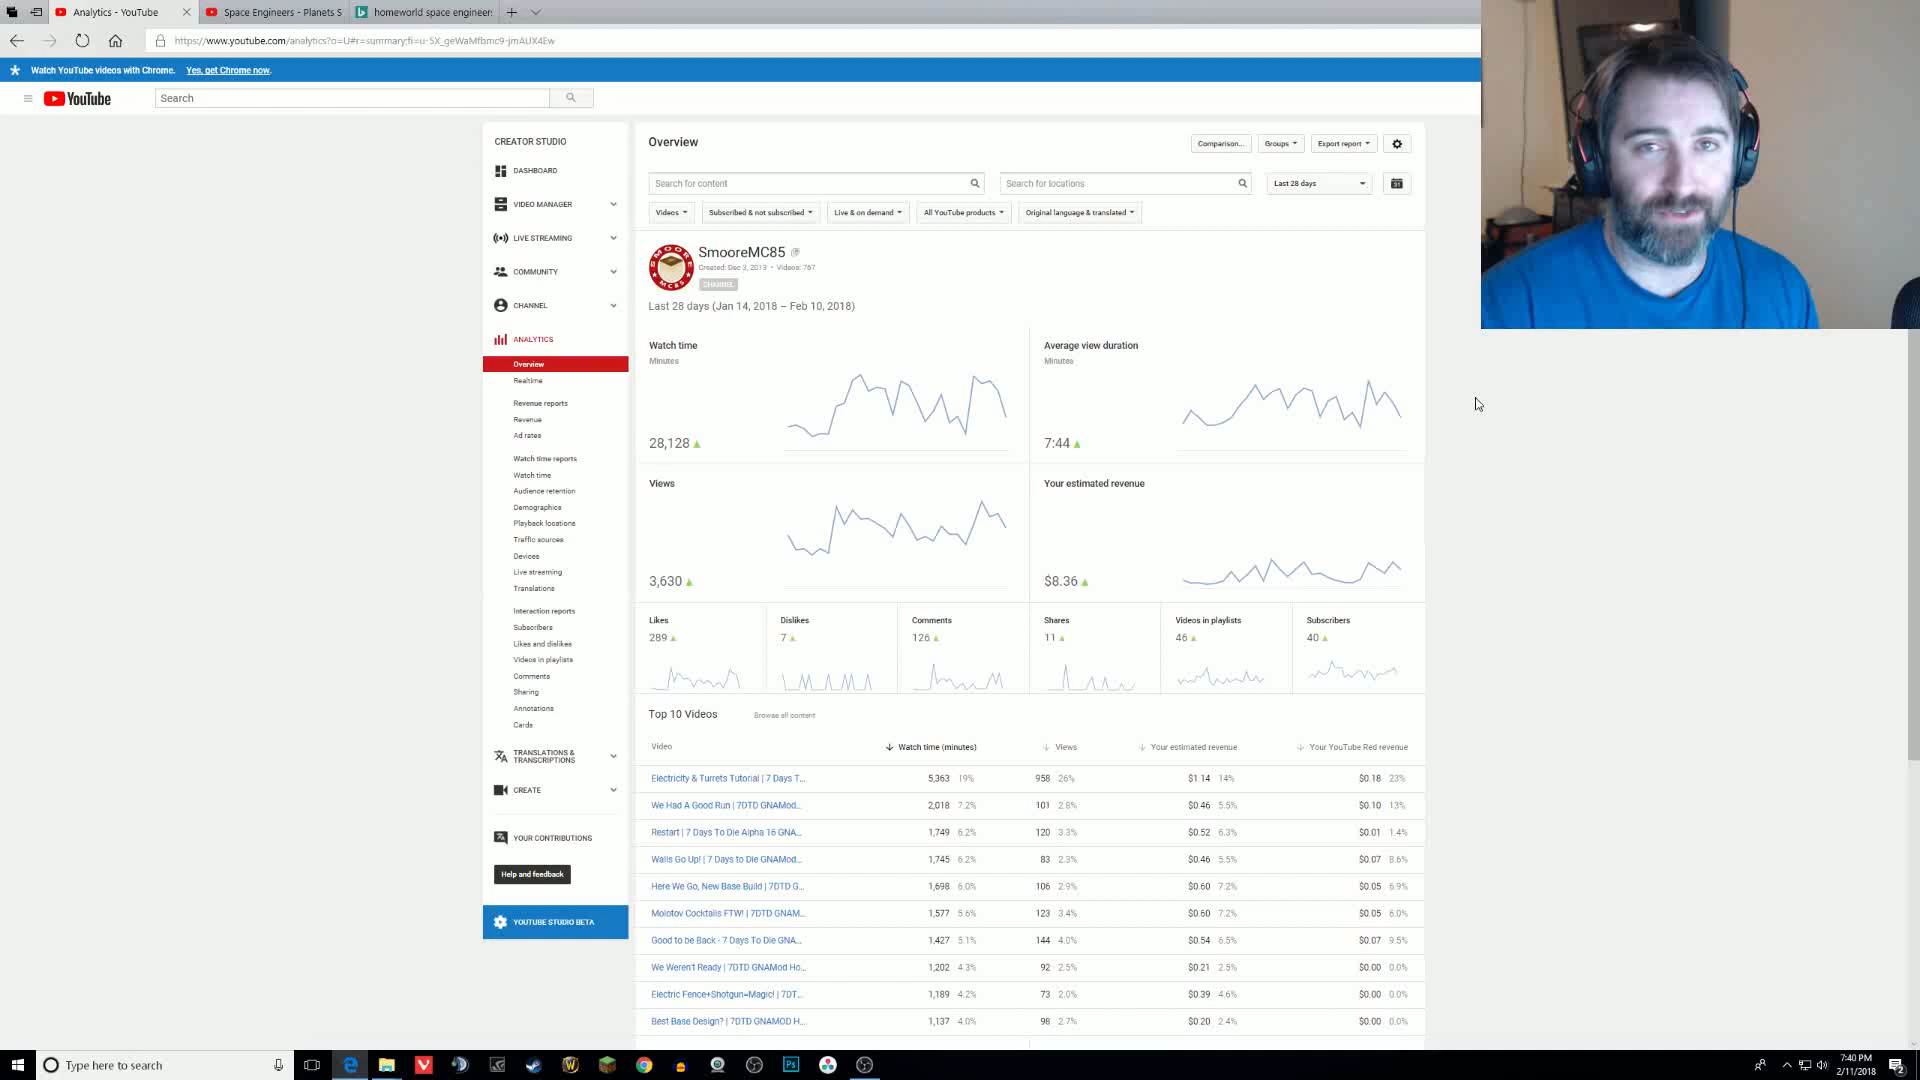 Analytics - YouTube
Space Engineers - Planets S
homeworld space engineer:
https://www.youtube.com/analytics?o=U#r=summary;fi=u-5X_geWaMfbmc9-jmAUX4Ew
Watch YouTube videos with Chrome. Yes, get Chrome now.
YouTube
Search
CREATOR STUDIO
DASHBOARD
VIDEO MANAGER
LIVE STREAMING
COMMUNITY
CHANNEL
ANALYTICS
Overview
Realtime
Revenue reports
Revenue
Ad rates
Watch time reports
Watch time
Audience retention
Demographics
Playback locations
Traffic sources
Devices
Live streaming
Translations
Interaction reports
Subscribers
Likes and dislikes
Videos in playlists
Comments
Sharing
Annotations
Cards
TRANSLATIONS &
TRANSCRIPTIONS
CREATE
YOUR CONTRIBUTIONS
Help and feedback
YOUTUBE STUDIO BETA
Overview
Comparison... Groups Export report
Search for content
Search for locations
Last 28 days
31
Videos Subscribed & not subscribed Live & on demand All YouTube products Original language & translated
SMOORE
MC85
SmooreMC85
Created: Dec 3, 2013 • Videos: 767
CHANNEL
Last 28 days (Jan 14, 2018 – Feb 10, 2018)
Watch time
Minutes
28,128
Average view duration
Minutes
7:44
Views
3,630
Your estimated revenue
$8.36
Likes
289
Dislikes
7
Comments
126
Shares
11
Videos in playlists
46
Subscribers
40
Top 10 Videos Browse all content
Video Watch time (minutes) Views Your estimated revenue Your YouTube Red revenue
Electricity & Turrets Tutorial | 7 Days T... 5,363 19% 958 26% $1.14 14% $0.18 23%
We Had A Good Run | 7DTD GNAMod... 2,018 7.2% 101 2.8% $0.46 5.5% $0.10 13%
Restart | 7 Days To Die Alpha 16 GNA... 1,749 6.2% 120 3.3% $0.52 6.3% $0.01 1.4%
Walls Go Up! | 7 Days to Die GNAMod... 1,745 6.2% 83 2.3% $0.46 5.5% $0.07 8.6%
Here We Go, New Base Build | 7DTD G... 1,698 6.0% 106 2.9% $0.60 7.2% $0.05 6.9%
Molotov Cocktails FTW! | 7DTD GNAM... 1,577 5.6% 123 3.4% $0.60 7.2% $0.05 6.0%
Good to be Back - 7 Days To Die GNA... 1,427 5.1% 144 4.0% $0.54 6.5% $0.07 9.5%
We Weren't Ready | 7DTD GNAMod Ho... 1,202 4.3% 92 2.5% $0.21 2.5% $0.00 0.0%
Electric Fence+Shotgun=Magic! | 7DT... 1,189 4.2% 73 2.0% $0.39 4.6% $0.00 0.0%
Best Base Design? | 7DTD GNAMOD H... 1,137 4.0% 98 2.7% $0.20 2.4% $0.00 0.0%
Type here to search
Ps
7:40 PM
2/11/2018
2